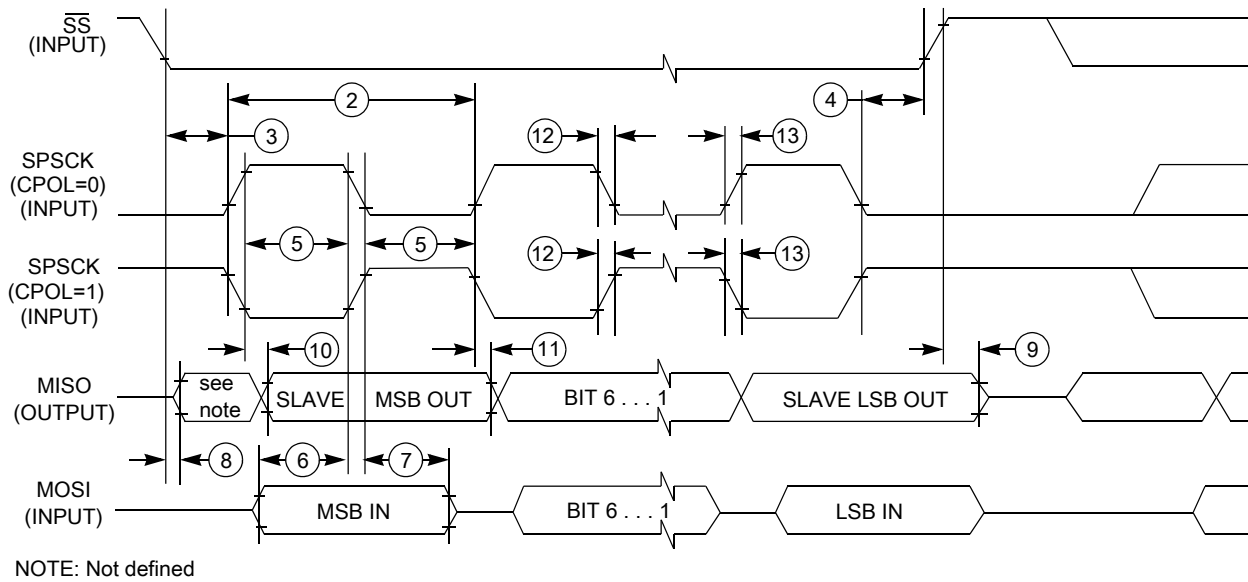 SS
(INPUT)
2
4
3
12
13
SPSCK
(CPOL=0)
(INPUT)
5
5
SPSCK
(CPOL=1)
(INPUT)
12
13
10
11
9
MISO
(OUTPUT)
see
note
SLAVE
MSB OUT
BIT 6 . . . 1
SLAVE LSB OUT
8
6
7
MOSI
(INPUT)
MSB IN
BIT 6 . . . 1
LSB IN
NOTE: Not defined